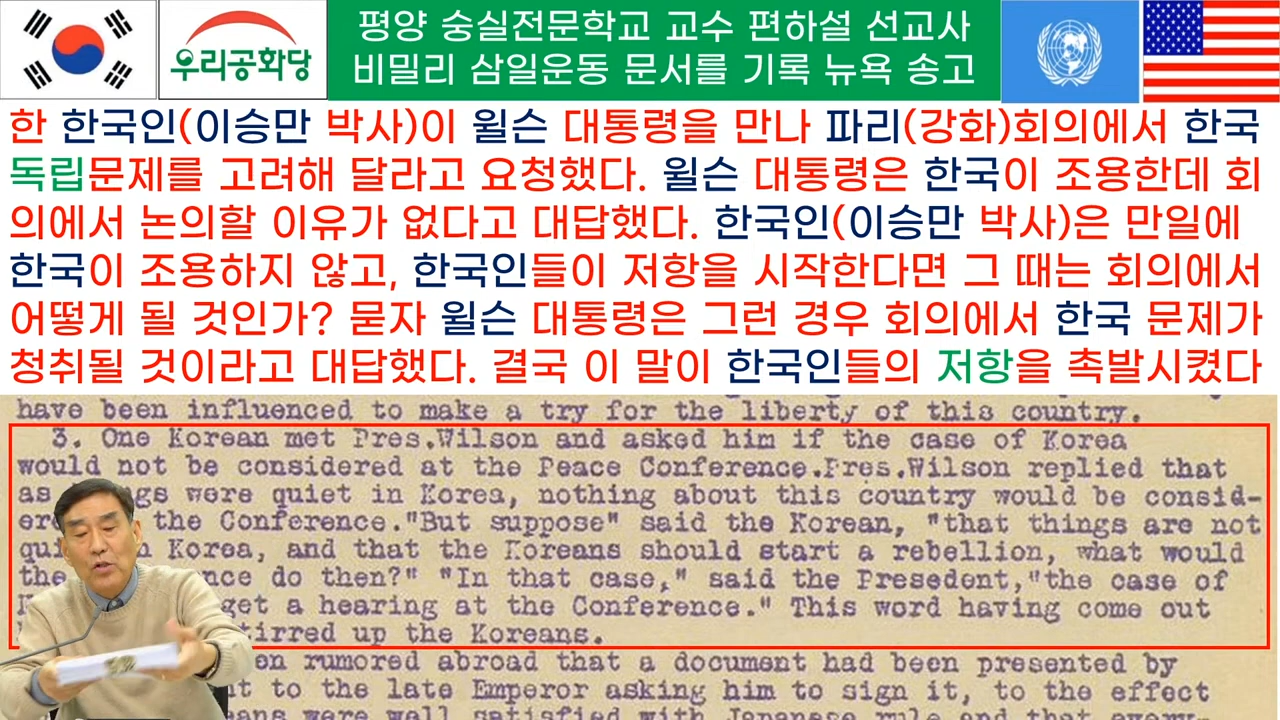 우리공화당
평양 숭실전문학교 교수 편하설 선교사
비밀리 삼일운동 문서를 기록 뉴욕 송고
한 한국인(이승만 박사)이 윌슨 대통령을 만나 파리(강화)회의에서 한국
독립문제를 고려해 달라고 요청했다. 윌슨 대통령은 한국이 조용한데 회
의에서 논의할 이유가 없다고 대답했다. 한국인(이승만 박사)은 만일에
한국이 조용하지 않고, 한국인들이 저항을 시작한다면 그 때는 회의에서
어떻게 될 것인가? 묻자 윌슨 대통령은 그런 경우 회의에서 한국 문제가
청취될 것이라고 대답했다. 결국 이 말이 한국인들의 저항을 촉발시켰다
have been influenced to make a try for the liberty of this country.
3. One Korean met Pres.Wilson and asked him if the case of Korea
would not be considered at the Peace Conference.Pres.Wilson replied that
as were quiet in Korea, nothing about this country would be consid-
the Conference."But suppose" said the Korean, "that things are not
Korea, and that the Koreans should start a rebellion, what would
do then?" "In that case," said the Presedent,"the case of
get a hearing at the Conference." This word having come out
up the Koreans.
rumored abroad that a document had been presented by
to the late Emperor asking him to sign it, to the effect
were well satisfied with Japanese rule and that